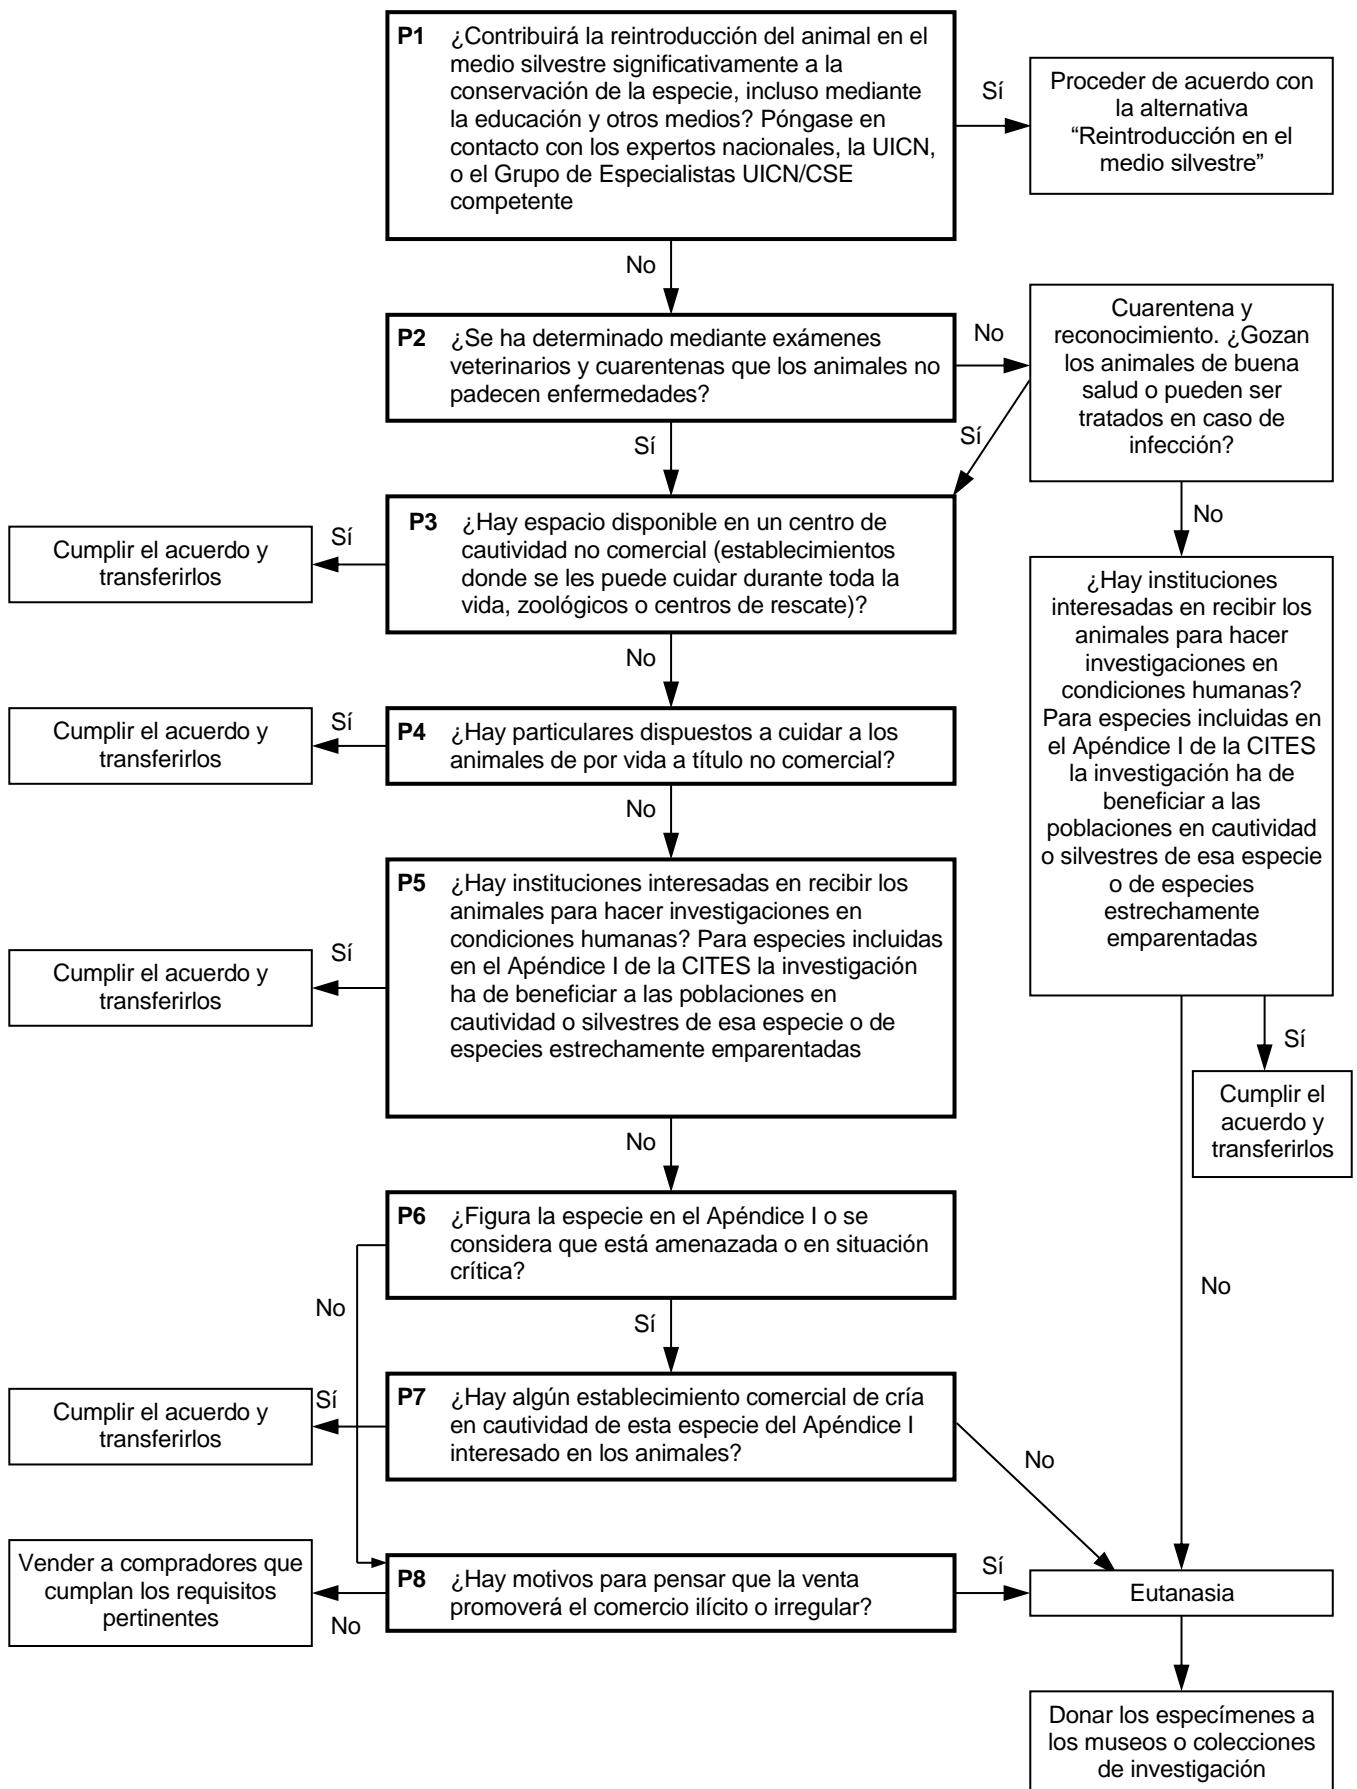 P1 ¿Contribuirá la reintroducción del animal en el
medio silvestre significativamente a la
conservación de la especie, incluso mediante
la educación y otros medios? Póngase en
contacto con los expertos nacionales, la UICN,
o el Grupo de Especialistas UICN/CSE
competente
Sí
Proceder de acuerdo con
la alternativa
“Reintroducción en el
medio silvestre”
No
P2 ¿Se ha determinado mediante exámenes
veterinarios y cuarentenas que los animales no
padecen enfermedades?
No
Cuarentena y
reconocimiento. ¿Gozan
los animales de buena
salud o pueden ser
tratados en caso de
infección?
Sí
Sí
No
P3 ¿Hay espacio disponible en un centro de
cautividad no comercial (establecimientos
donde se les puede cuidar durante toda la
vida, zoológicos o centros de rescate)?
Sí
Cumplir el acuerdo y
transferirlos
No
¿Hay instituciones
interesadas en recibir los
animales para hacer
investigaciones en
condiciones humanas?
Para especies incluidas en
el Apéndice I de la CITES
la investigación ha de
beneficiar a las
poblaciones en cautividad
o silvestres de esa especie
o de especies
estrechamente
emparentadas
Sí
Cumplir el
acuerdo y
transferirlos
No
P4 ¿Hay particulares dispuestos a cuidar a los
animales de por vida a título no comercial?
Sí
Cumplir el acuerdo y
transferirlos
No
P5 ¿Hay instituciones interesadas en recibir los
animales para hacer investigaciones en
condiciones humanas? Para especies incluidas
en el Apéndice I de la CITES la investigación
ha de beneficiar a las poblaciones en
cautividad o silvestres de esa especie o de
especies estrechamente emparentadas
Sí
Cumplir el acuerdo y
transferirlos
No
P6 ¿Figura la especie en el Apéndice I o se
considera que está amenazada o en situación
crítica?
No
Sí
P7 ¿Hay algún establecimiento comercial de cría
en cautividad de esta especie del Apéndice I
interesado en los animales?
Sí
Cumplir el acuerdo y
transferirlos
No
P8 ¿Hay motivos para pensar que la venta
promoverá el comercio ilícito o irregular?
No
Vender a compradores que
cumplan los requisitos
pertinentes
Sí
Eutanasia
Donar los especímenes a
los museos o colecciones
de investigación